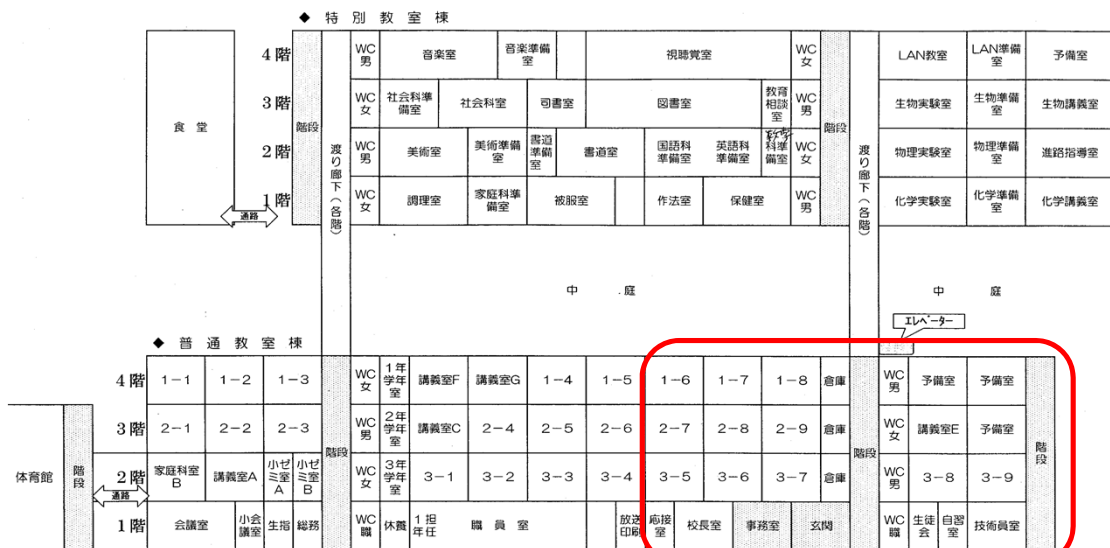 ◆ 特別教室棟
4階 WC男 音楽室 音楽準備室 視聴覚室 WC女 LAN教室 LAN準備室 予備室
3階 WC女 社会科準備室 社会科室 司書室 図書室 教育相談室 WC男 生物実験室 生物準備室 生物講義室
食堂 階段 階段
2階 WC男 美術室 美術準備室 書道準備室 書道室 国語科準備室 英語科準備室 科準備室 WC女 物理実験室 物理準備室 進路指導室
渡り廊下(各階) 渡り廊下(各階)
1階 WC女 調理室 家庭科準備室 被服室 作法室 保健室 WC男 化学実験室 化学準備室 化学講義室
通路
中庭 中庭
エレベーター
◆ 普通教室棟
4階 1-1 1-2 1-3 WC女 1年学年室 講義室F 講義室G 1-4 1-5 1-6 1-7 1-8 倉庫 WC男 予備室 予備室
3階 2-1 2-2 2-3 WC男 2年学年室 講義室C 2-4 2-5 2-6 2-7 2-8 2-9 倉庫 WC女 講義室E 予備室
階段 階段 階段
体育館 階段 2階 家庭科室B 講義室A 小ゼミ室A 小ゼミ室B WC女 3年学年室 3-1 3-2 3-3 3-4 3-5 3-6 3-7 倉庫 WC男 3-8 3-9
通路
1階 会議室 小会議室 生指 総務 WC職 休養 1担年任 職員室 放送印刷 応接室 校長室 事務室 玄関 WC職 生徒会 自習室 技術員室